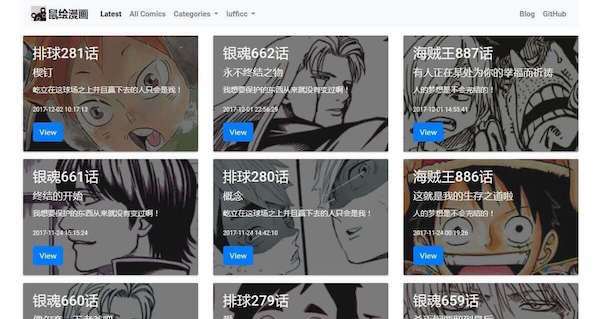 鼠绘漫画 Latest All Comics Categories lufficc Blog GitHub
排球281话
楔钉
屹立在这球场之上并且赢下去的人只会是我！
2017-12-02 10:17:12
View
银魂662话
永不终结之物
我想要保护的东西从来就没有变过啊！
2017-12-01 22:56:29
View
海贼王887话
有人正在某处为你的幸福而祈祷
人的梦想是不会完结的！
2017-12-01 14:53:41
View
银魂661话
终结的开始
我想要保护的东西从来就没有变过啊！
2017-11-24 15:15:24
View
排球280话
概念
屹立在这球场之上并且赢下去的人只会是我！
2017-11-24 14:42:10
View
海贼王886话
这就是我的生存之道啦
人的梦想是不会完结的！
2017-11-24 00:19:26
View
银魂660话
排球279话
银魂659话